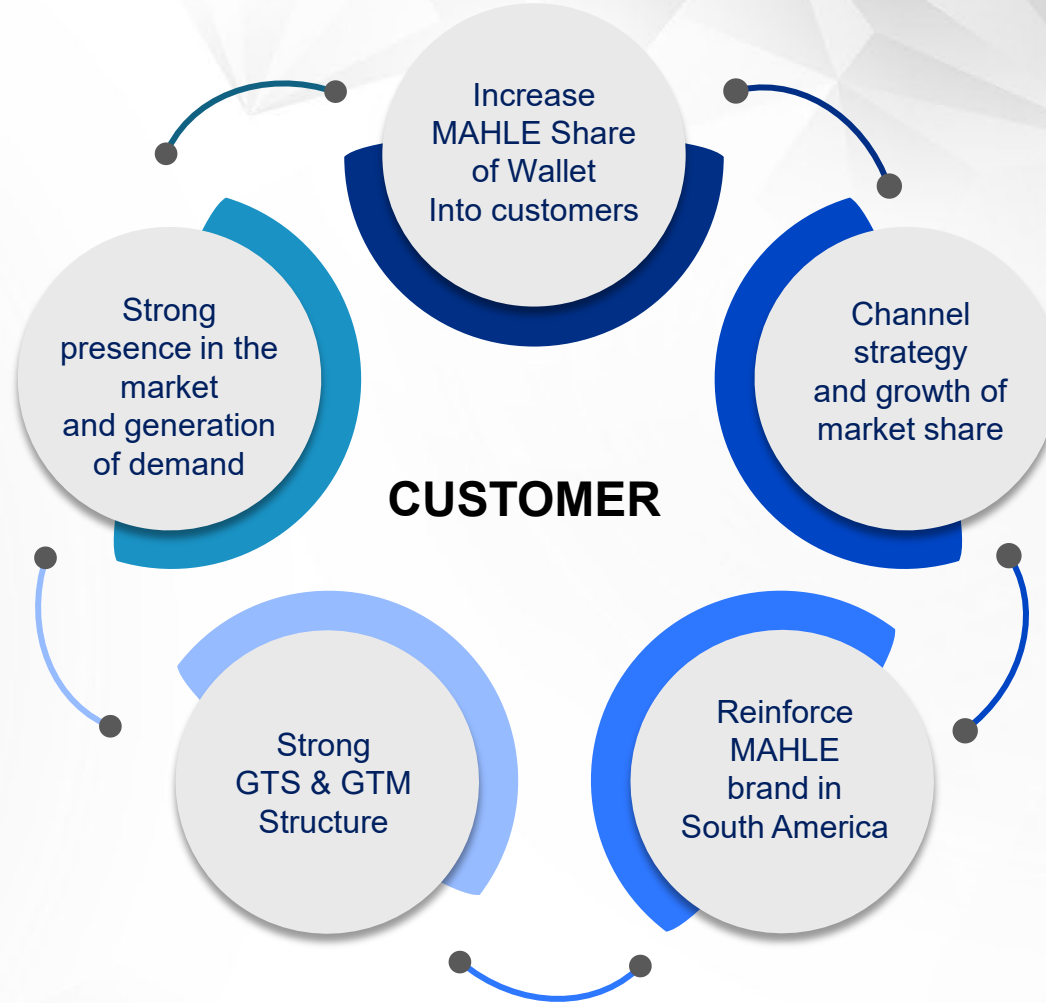 Increase
MAHLE Share
of Wallet
Into customers
Channel
strategy
and growth of
market share
Reinforce
MAHLE
brand in
South America
Strong
GTS & GTM
Structure
Strong
presence in the
market
and generation
of demand
CUSTOMER